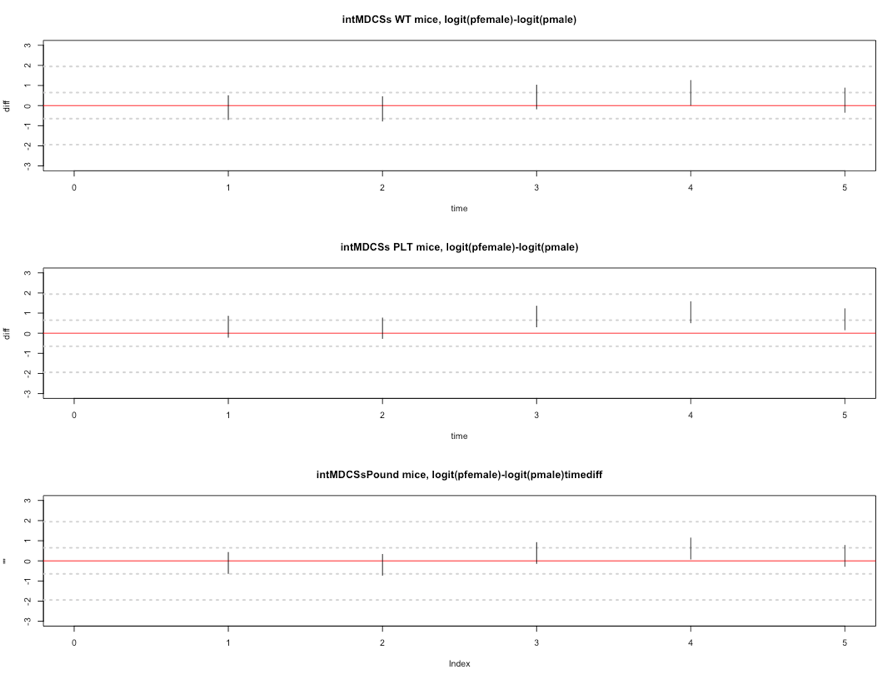 intMDCSs WT mice, logit(pfemale)-logit(pmale)
3
2
1
0
-1
-2
-3
diff
0 1 2 3 4 5
time
intMDCSs PLT mice, logit(pfemale)-logit(pmale)
3
2
1
0
-1
-2
-3
diff
0 1 2 3 4 5
time
intMDCSsPound mice, logit(pfemale)-logit(pmale)timediff
3
2
1
0
-1
-2
-3
0 1 2 3 4 5
Index